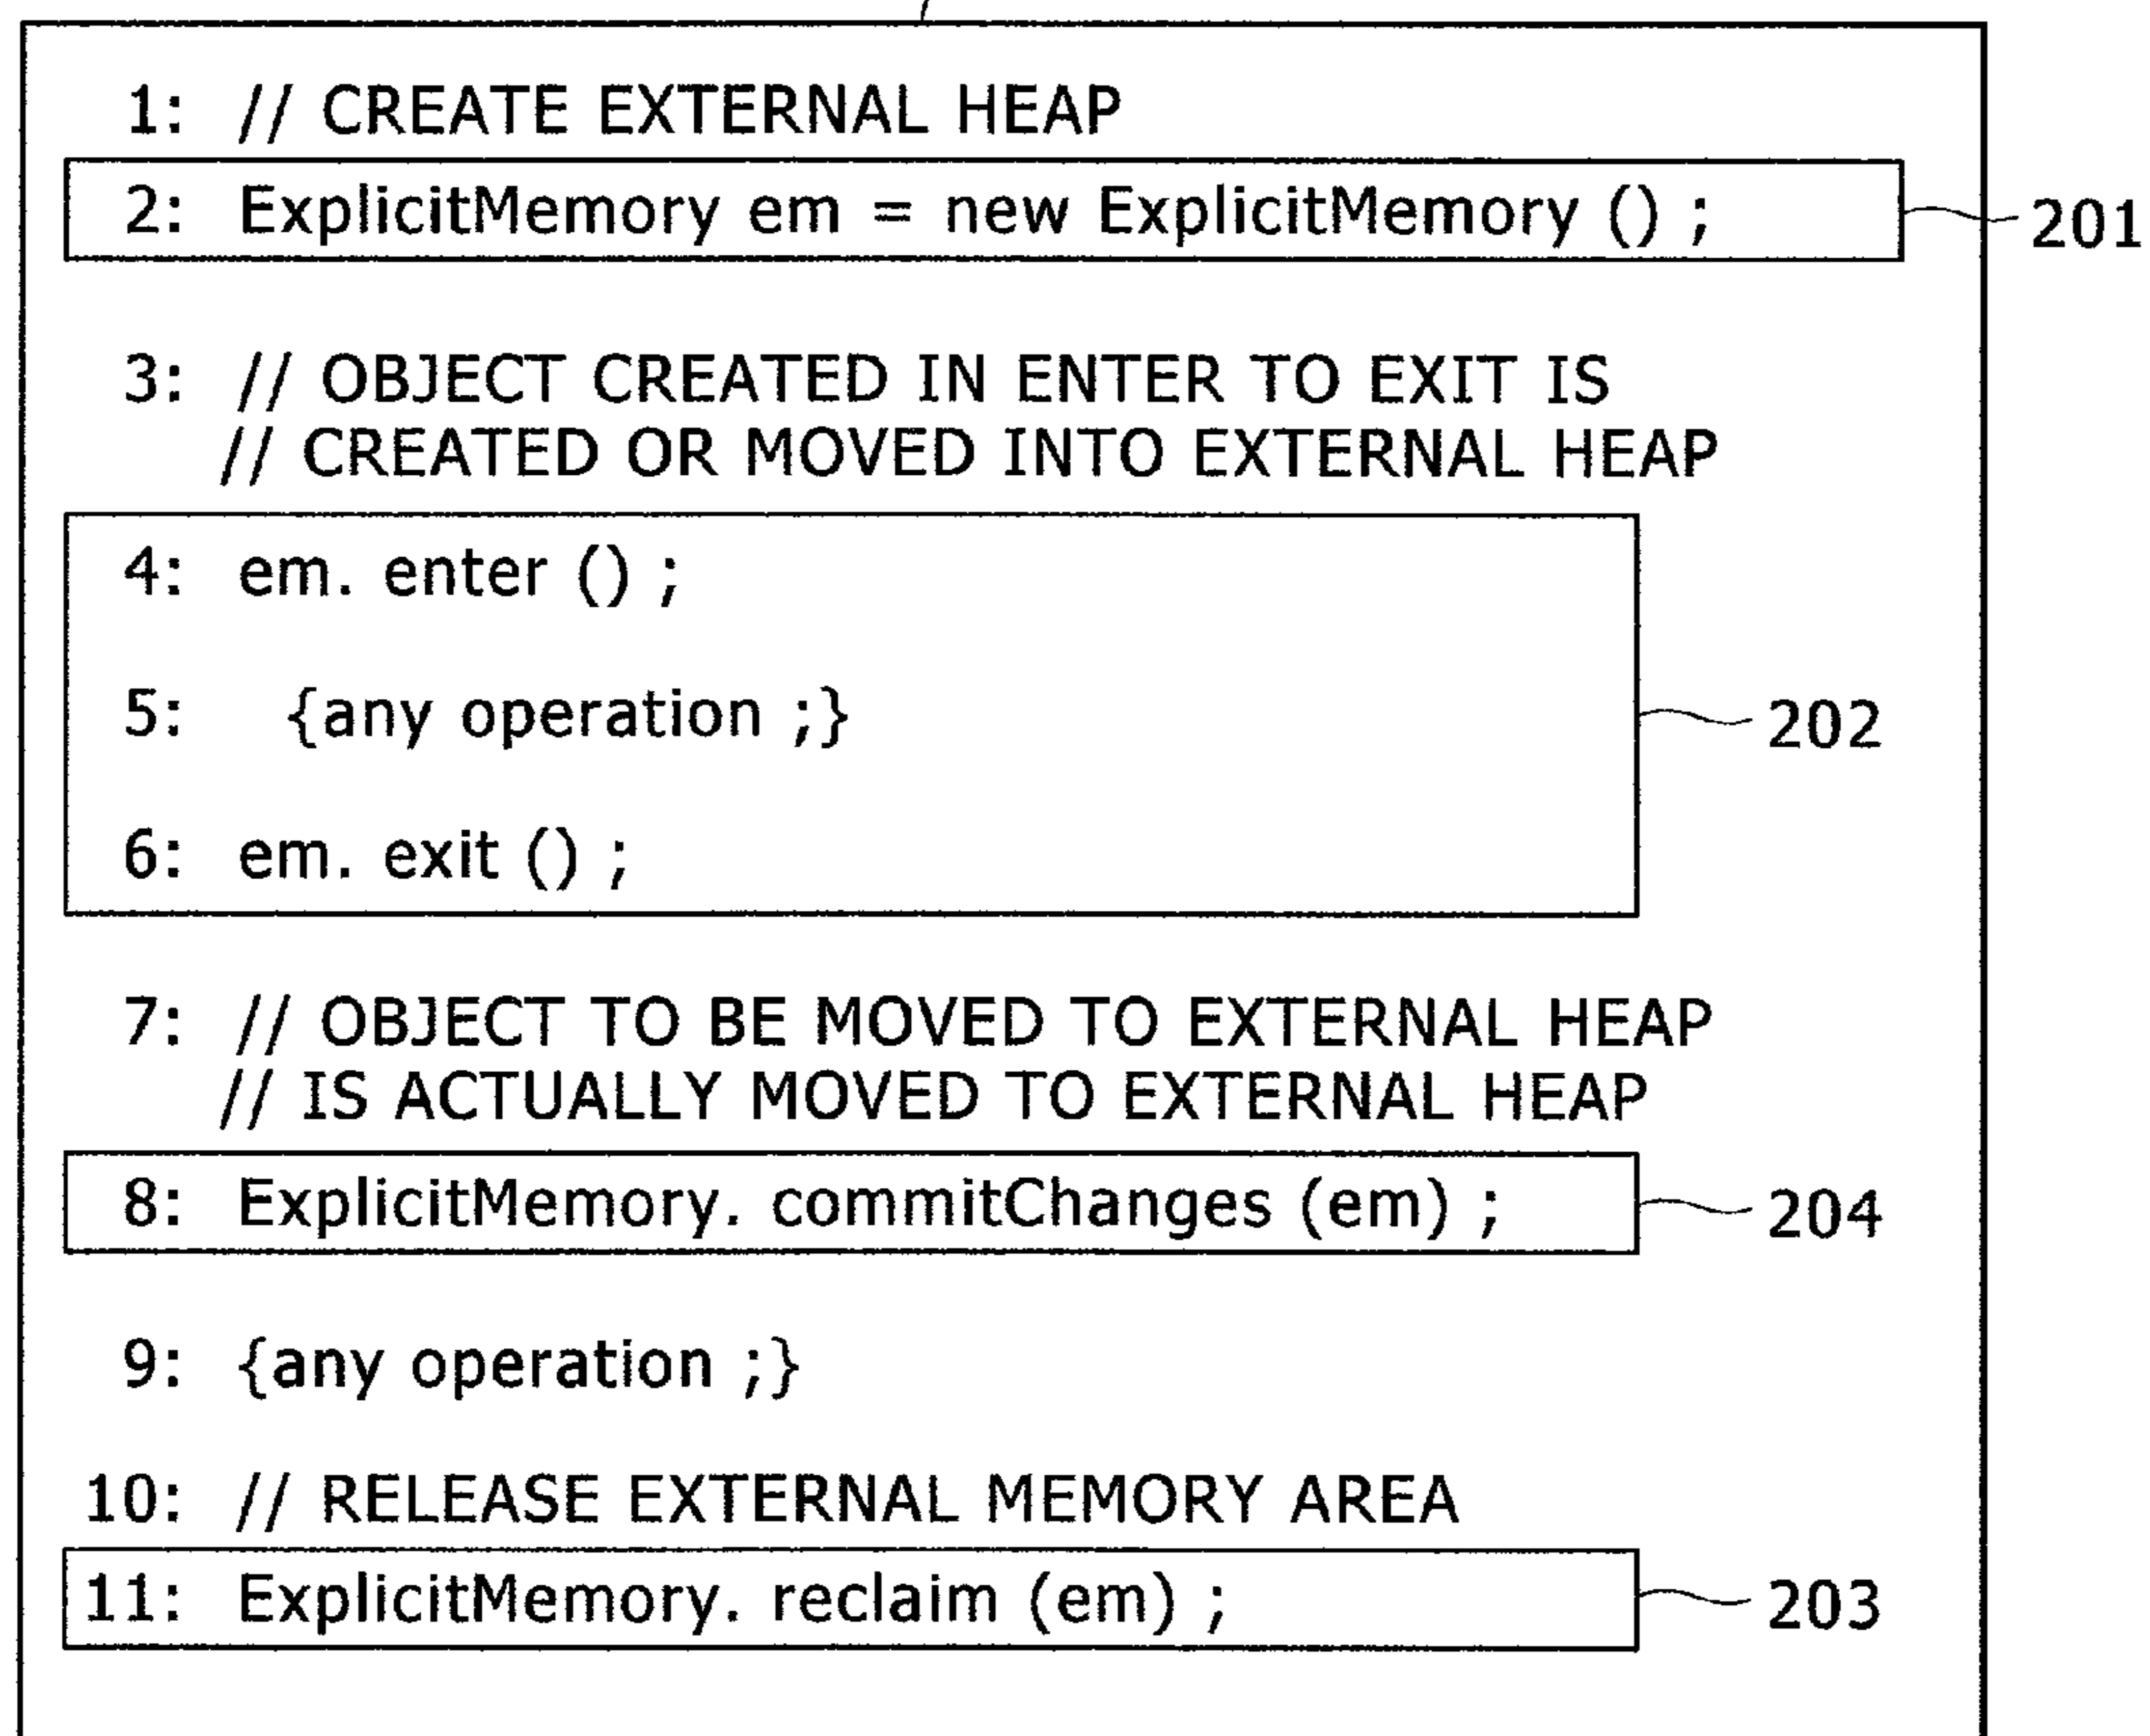 1: // CREATE EXTERNAL HEAP
2: ExplicitMemory em = new ExplicitMemory () ;
201
3: // OBJECT CREATED IN ENTER TO EXIT IS
// CREATED OR MOVED INTO EXTERNAL HEAP
4: em. enter () ;
5: {any operation ;}
202
6: em. exit () ;
7: // OBJECT TO BE MOVED TO EXTERNAL HEAP
// IS ACTUALLY MOVED TO EXTERNAL HEAP
8: ExplicitMemory. commitChanges (em) ;
204
9: {any operation ;}
10: // RELEASE EXTERNAL MEMORY AREA
11: ExplicitMemory. reclaim (em) ;
203